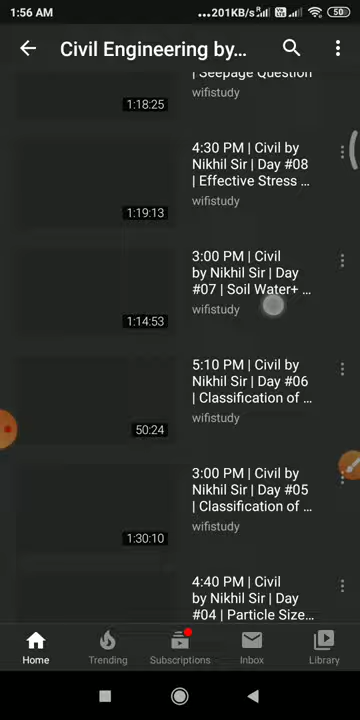 1:56 AM
...201KB/s
50
Civil Engineering by...
| Seepage Question
wifistudy
1:18:25
4:30 PM | Civil by
Nikhil Sir | Day #08
| Effective Stress ...
wifistudy
1:19:13
3:00 PM | Civil
by Nikhil Sir | Day
#07 | Soil Water+ ...
wifistudy
1:14:53
5:10 PM | Civil by
Nikhil Sir | Day #06
| Classification of ...
wifistudy
50:24
3:00 PM | Civil by
Nikhil Sir | Day #05
| Classification of ...
wifistudy
1:30:10
4:40 PM | Civil
by Nikhil Sir | Day
#04 | Particle Size...
Home
Trending
Subscriptions
Inbox
Library